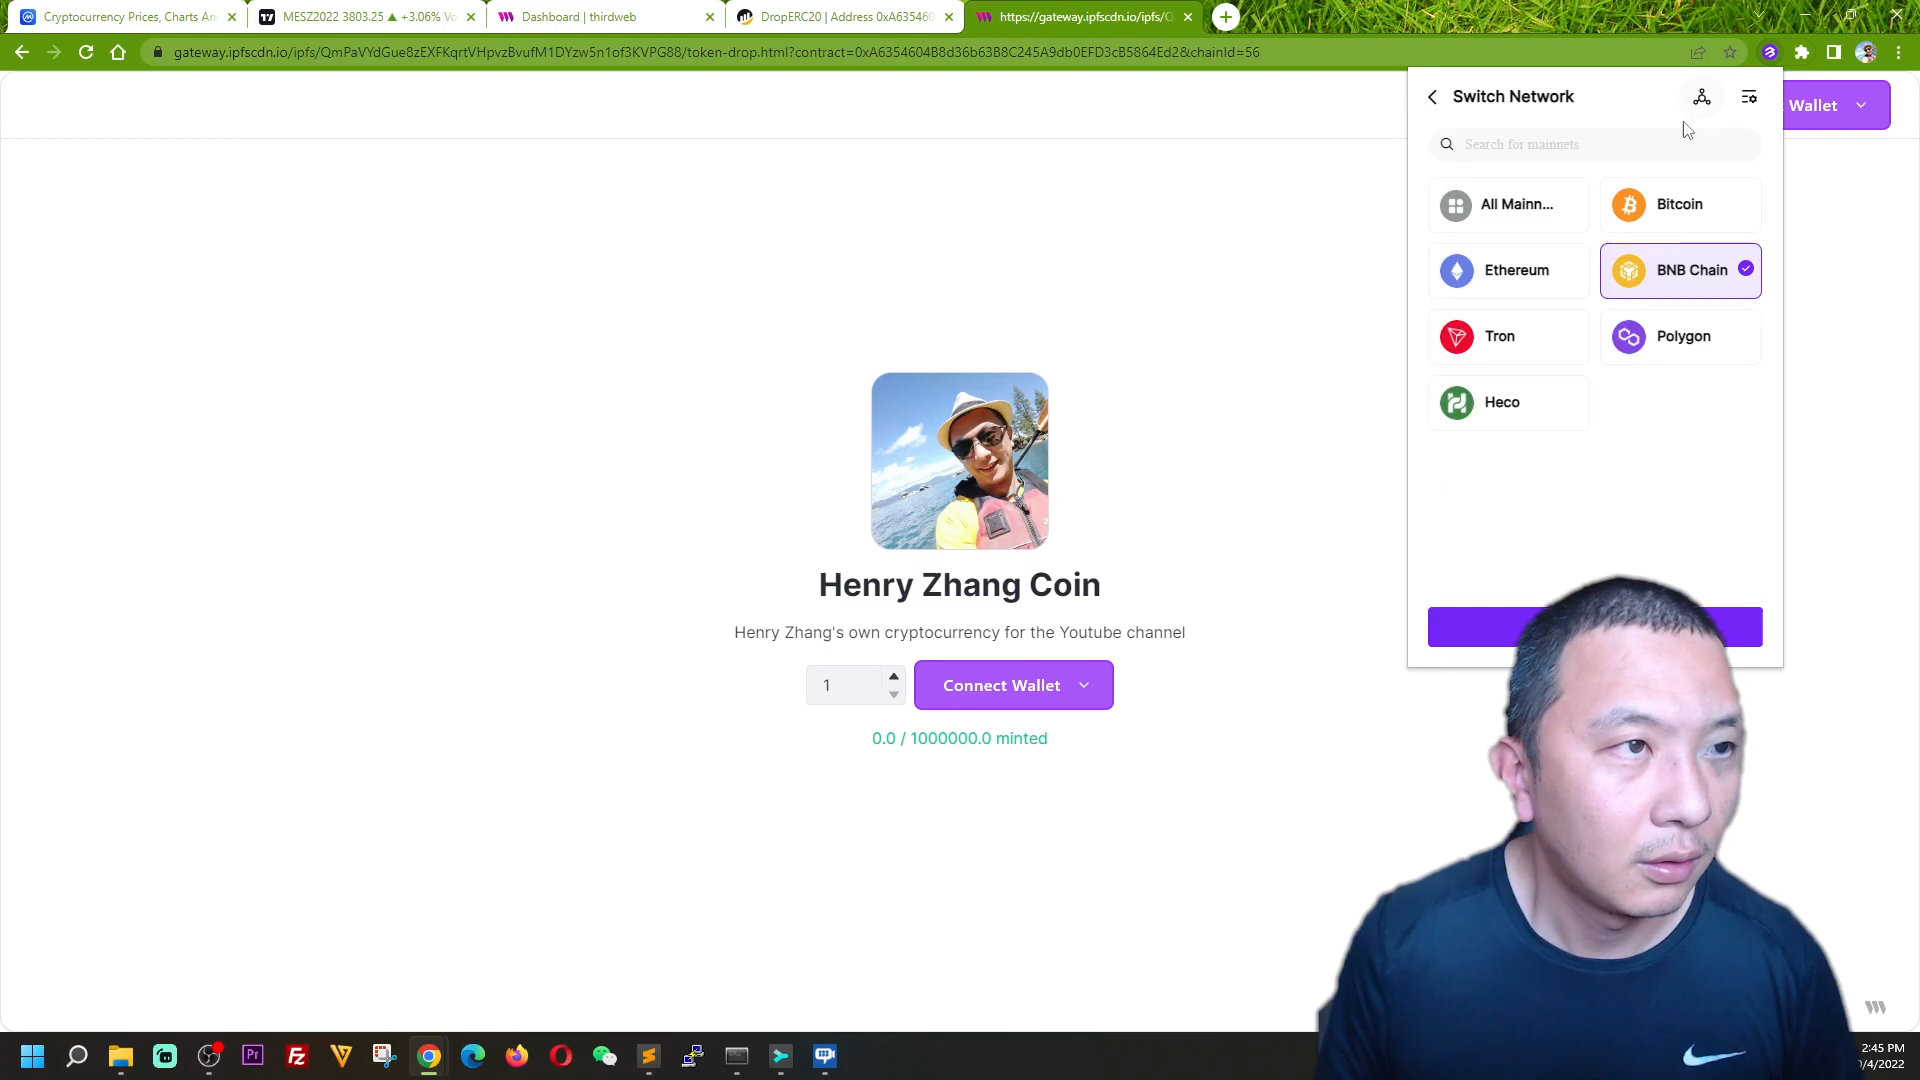 Cryptocurrency Prices, Charts An
MESZ2022 3803.25 ▲ +3.06% Vo
Dashboard | thirdweb
DropERC20 | Address 0xA635460
https://gateway.ipfscdn.io/ipfs/Q
gateway.ipfscdn.io/ipfs/QmPaVYdGue8zEXFKqrtVHpvzBvufM1DYzw5n1of3KVPG88/token-drop.html?contract=0xA6354604B8d36b63B8C245A9db0EFD3cB5864Ed2&chainId=56
Switch Network
Wallet
Search for mainnets
All Mainn...
Bitcoin
Ethereum
BNB Chain
Tron
Polygon
Heco
Henry Zhang Coin
Henry Zhang's own cryptocurrency for the Youtube channel
1
Connect Wallet
0.0 / 1000000.0 minted
2:45 PM
/4/2022